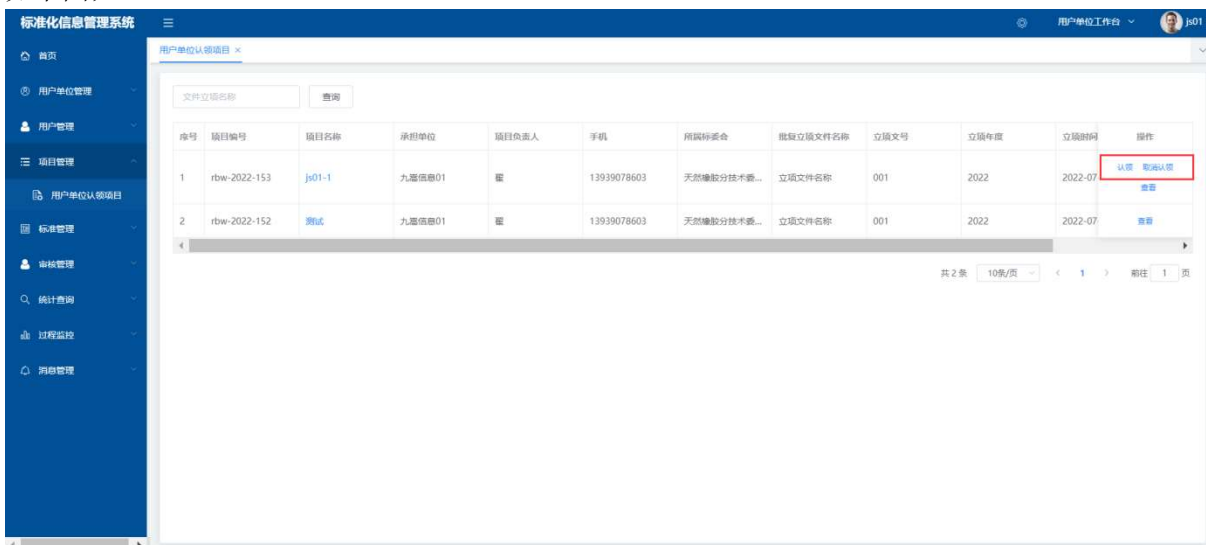 标准化信息管理系统
用户单位工作台
js01
首页
用户单位认领项目 ×
用户单位管理
文件立项名称
查询
用户管理
序号 项目编号 项目名称 承担单位 项目负责人 手机 所属标委会 批复立项文件名称 立项文号 立项年度 立项时间 操作
项目管理
1 rbw-2022-153 js01-1 九恩信息01 翟 13939078603 天然橡胶分技术委... 立项文件名称 001 2022 2022-07 认领 取消认领
查看
用户单位认领项目
2 rbw-2022-152 测试 九恩信息01 翟 13939078603 天然橡胶分技术委... 立项文件名称 001 2022 2022-07 查看
标准管理
审核管理
共 2 条 10条/页 < 1 > 前往 1 页
统计查询
过程监控
消息管理